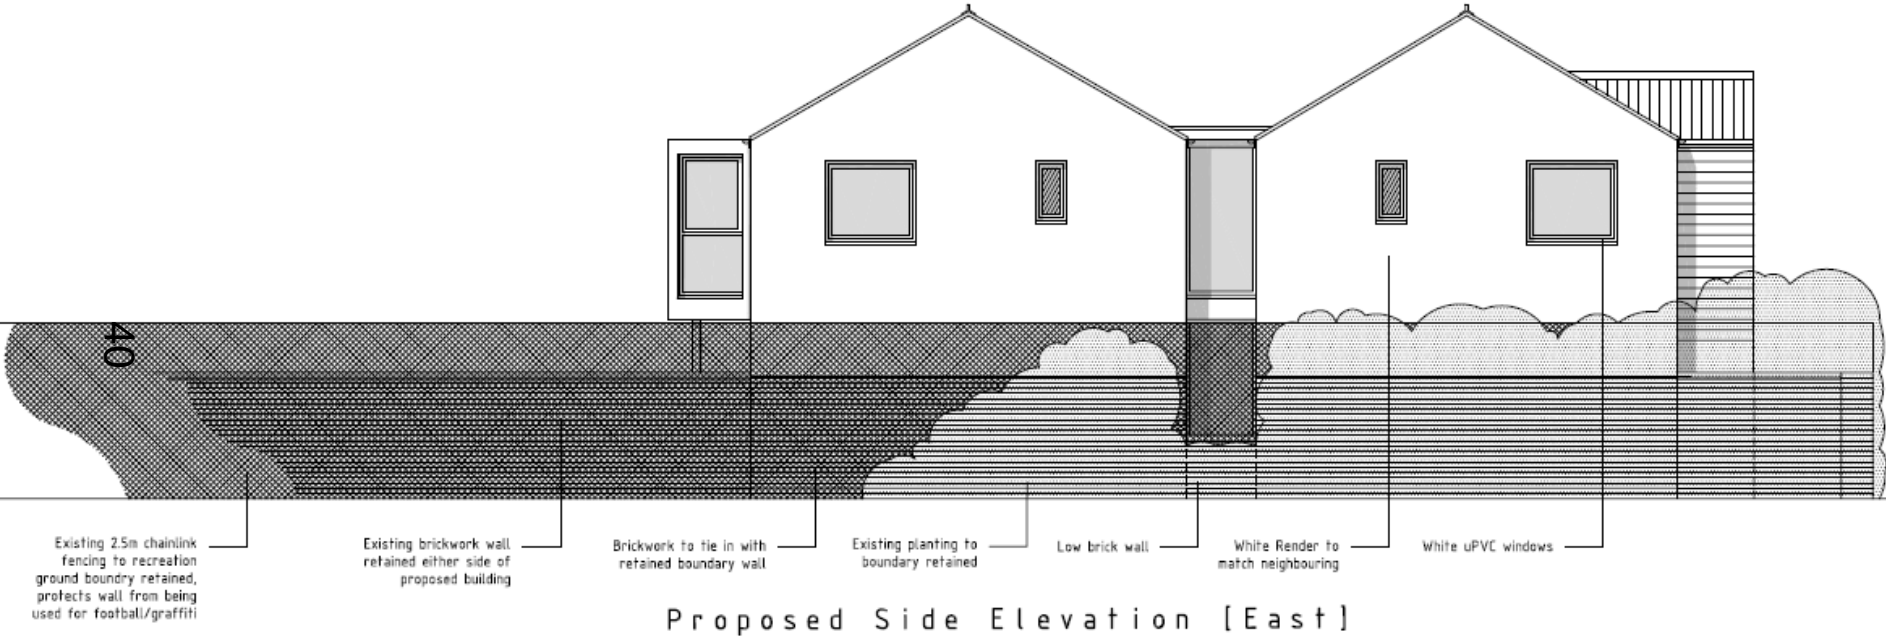 40
Existing 2.5m chainlink
fencing to recreation
ground boundry retained,
protects wall from being
used for football/graffiti
Existing brickwork wall
retained either side of
proposed building
Brickwork to tie in with
retained boundary wall
Existing planting to
boundary retained
Low brick wall
White Render to
match neighbouring
White uPVC windows
Proposed Side Elevation [East]